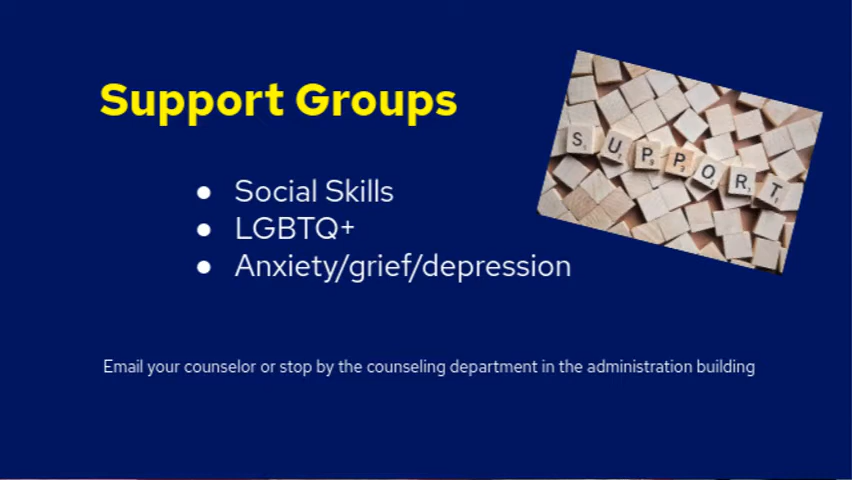 Support Groups
SUPPORT
● Social Skills
● LGBTQ+
● Anxiety/grief/depression
Email your counselor or stop by the counseling department in the administration building